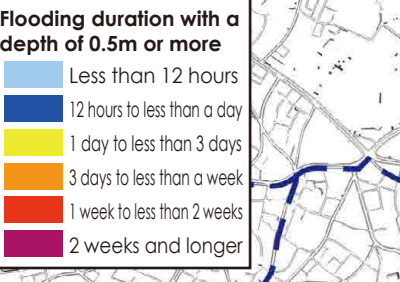 Flooding duration with a
depth of 0.5m or more
Less than 12 hours
12 hours to less than a day
1 day to less than 3 days
3 days to less than a week
1 week to less than 2 weeks
2 weeks and longer